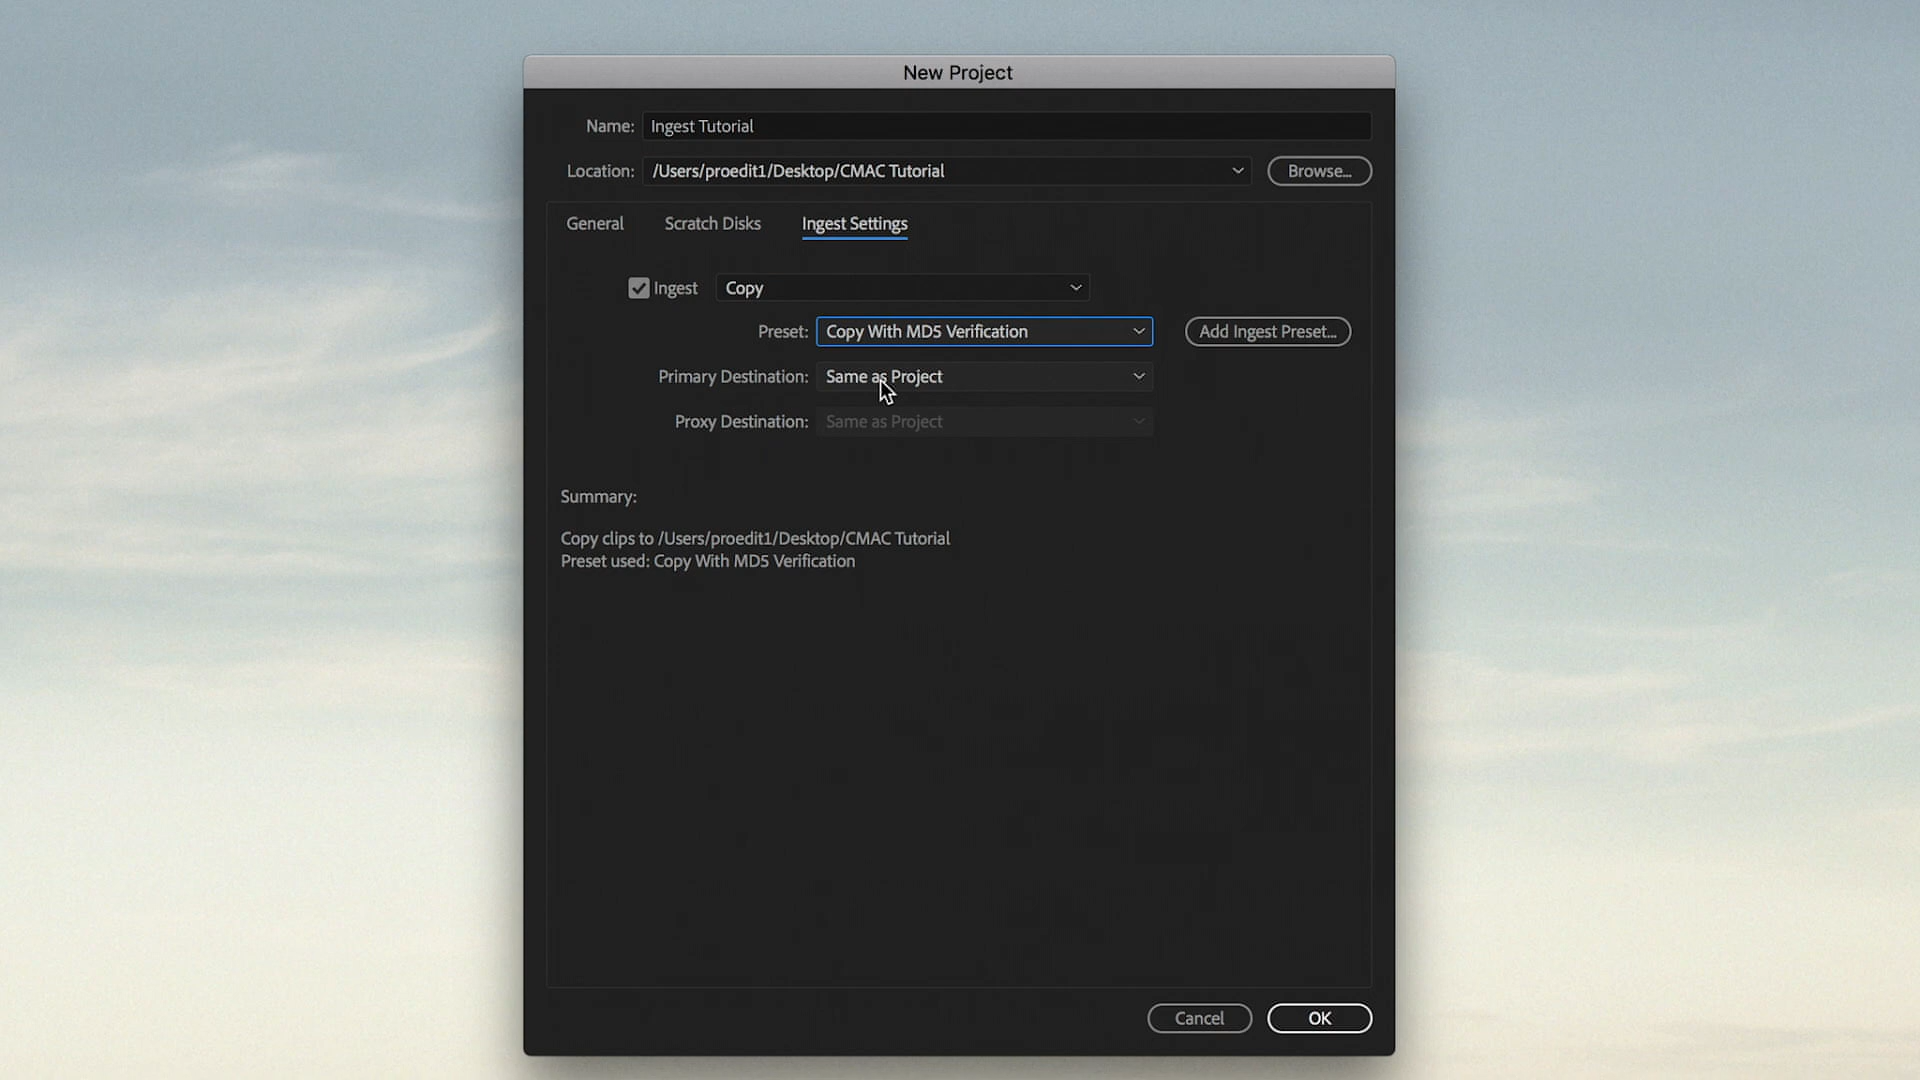 New Project
Name: Ingest Tutorial
Location: /Users/proedit1/Desktop/CMAC Tutorial Browse...
General Scratch Disks Ingest Settings
Ingest Copy
Preset: Copy With MD5 Verification Add Ingest Preset...
Primary Destination: Same as Project
Proxy Destination: Same as Project
Summary:
Copy clips to /Users/proedit1/Desktop/CMAC Tutorial
Preset used: Copy With MD5 Verification
Cancel OK